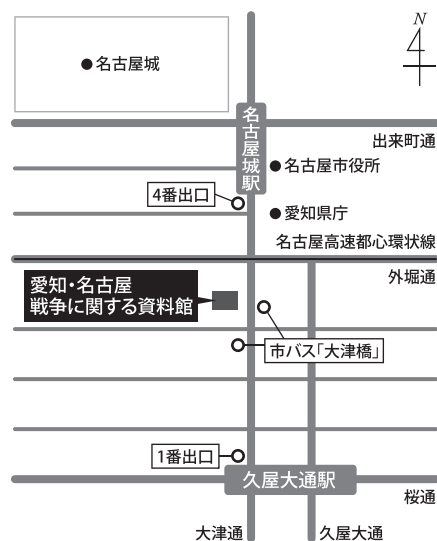 N
名古屋城
名古屋城駅
出来町通
名古屋市役所
4番出口
愛知県庁
名古屋高速都心環状線
外堀通
愛知・名古屋
戦争に関する資料館
市バス「大津橋」
1番出口
久屋大通駅
桜通
大津通
久屋大通